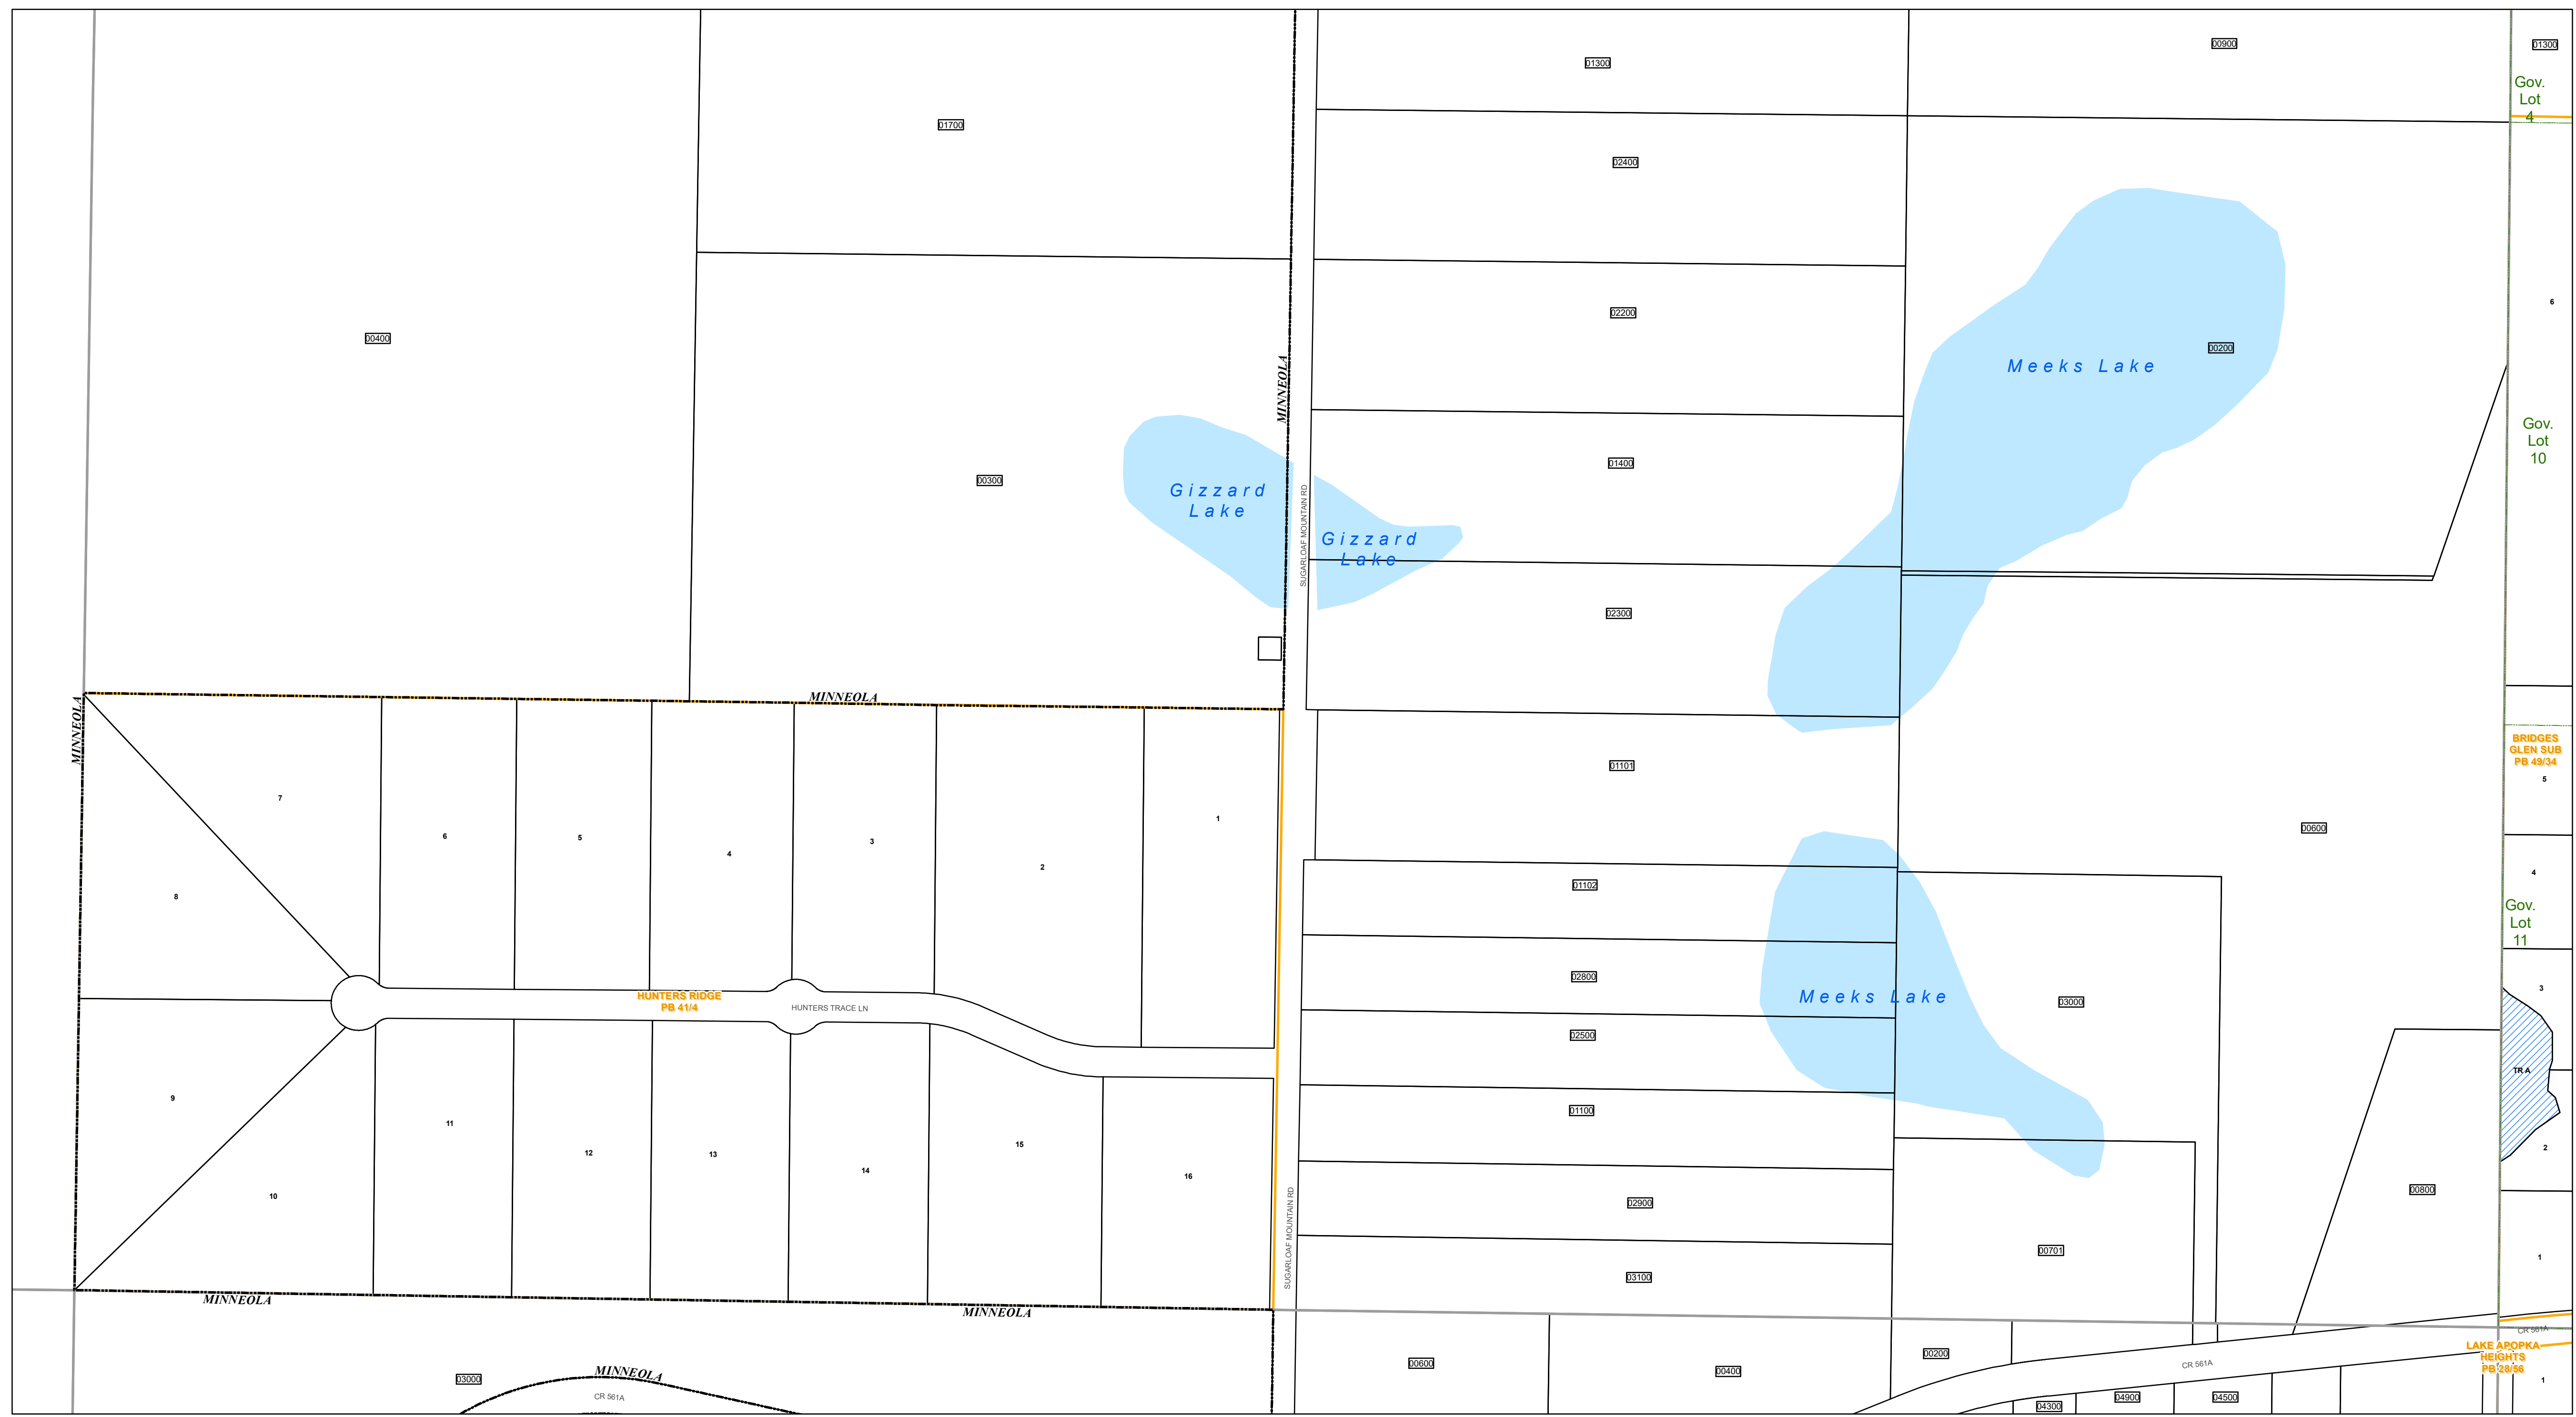 00900
01300
01300
Gov.
Lot
4
01700
02400
6
02200
00400
00200
MINNEOLA
Meeks Lake
Gov.
Lot
10
01400
00300
Gizzard
Lake
SUGARLOAF MOUNTAIN RD
Gizzard
Lake
02300
MINNEOLA
MINNEOLA
BRIDGES
GLEN SUB
PB 49/34
01101
5
7
1
00600
6
5
4
3
2
4
01102
8
Gov.
Lot
11
02800
3
HUNTERS RIDGE
PB 41/4
HUNTERS TRACE LN
Meeks Lake
03000
02500
TR A
9
01100
11
12
13
14
15
16
2
10
00800
02900
SUGARLOAF MOUNTAIN RD
00701
1
03100
MINNEOLA
MINNEOLA
CR 561A
LAKE APOPKA
HEIGHTS
PB 28/56
00200
00600
00400
CR 561A
MINNEOLA
03000
CR 561A
1
04900
04500
04300